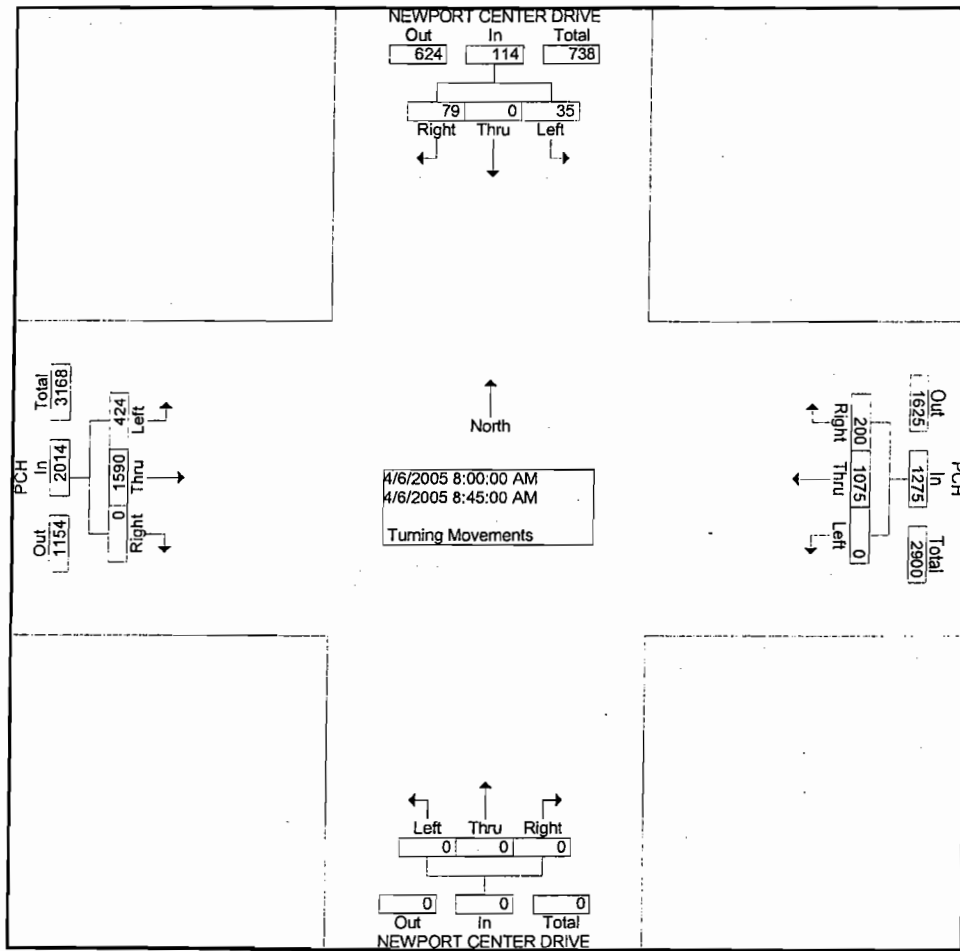 NEWPORT CENTER DRIVE
Out In Total
624 114 738
79 0 35
Right Thru Left
Total
3168
PCH
In
2014
Out
1154
424
Left
1590
Thru
0
Right
North
4/6/2005 8:00:00 AM
4/6/2005 8:45:00 AM
Turning Movements
Right
200
Thru
1075
Left
0
Out
1625
In
1275
PCH
Total
2900
Left Thru Right
0 0 0
0 0 0
Out In Total
NEWPORT CENTER DRIVE